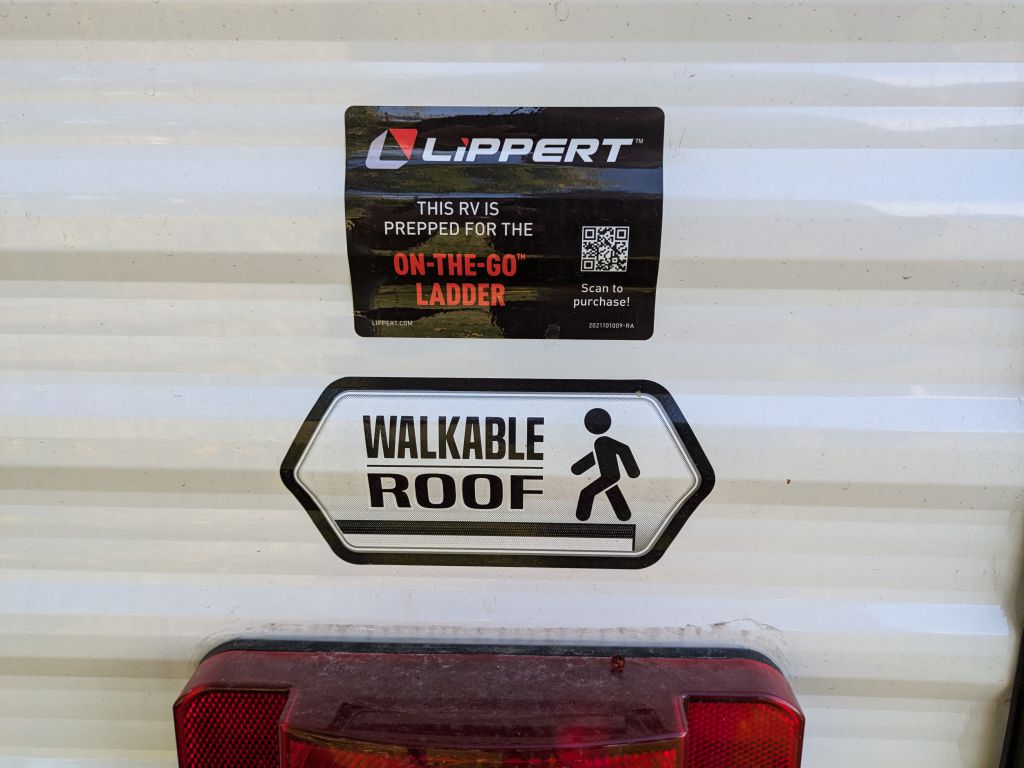 LIPPERT™
THIS RV IS
PREPPED FOR THE
ON-THE-GO™
LADDER
Scan to
purchase!
LIPPERT.COM
2021101009-RA
WALKABLE
ROOF